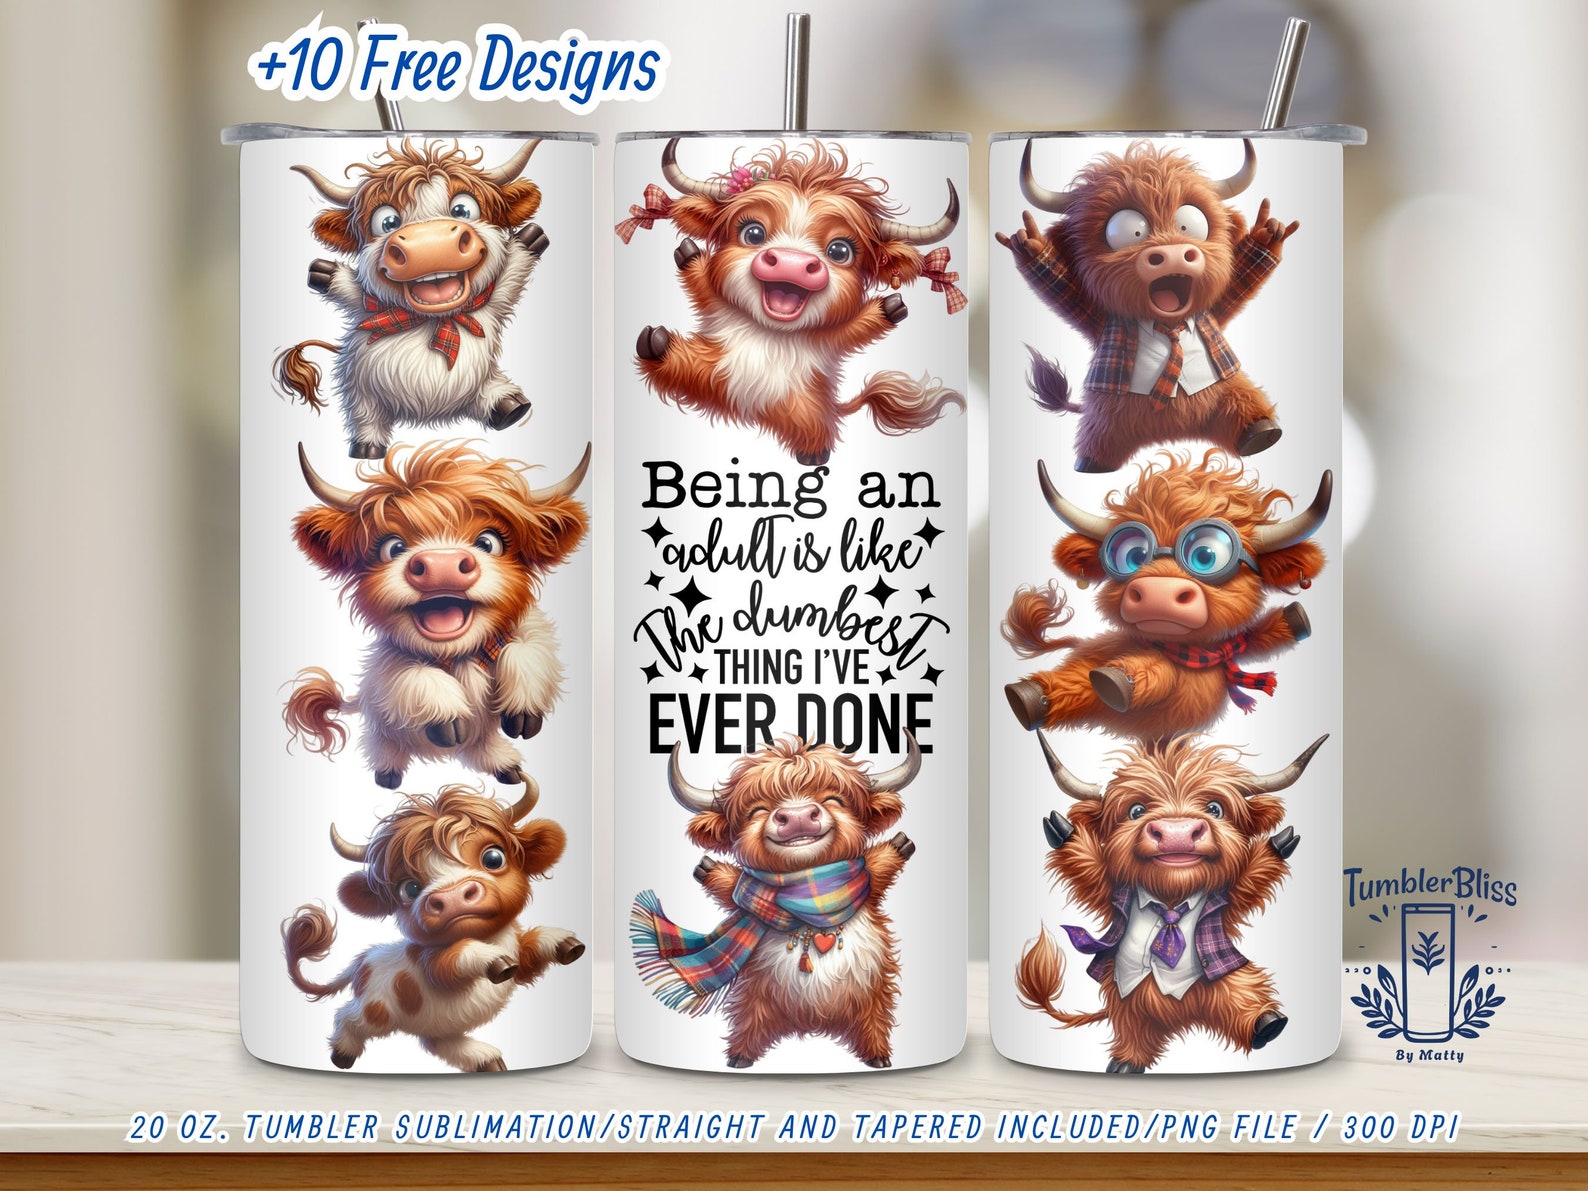 +10 Free Designs
Being an
adult is like
The dumbest
THING I'VE
EVER DONE
TumblerBliss
By Matty
20 OZ. TUMBLER SUBLIMATION/STRAIGHT AND TAPERED INCLUDED/PNG FILE / 300 DPI